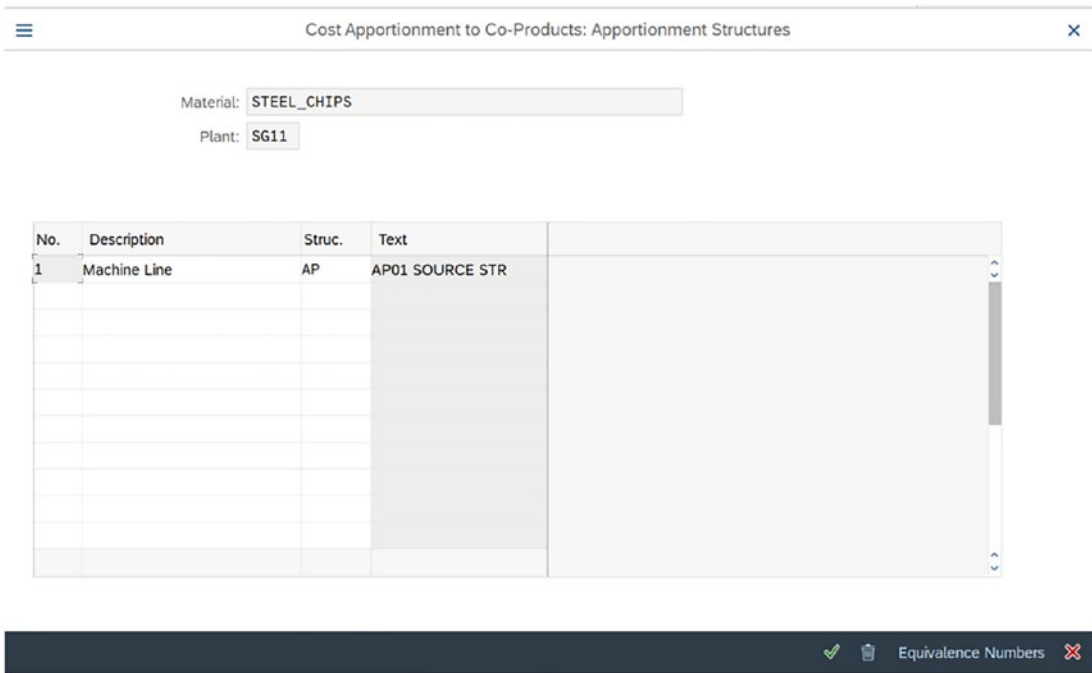 Cost Apportionment to Co-Products: Apportionment Structures
Material: STEEL_CHIPS
Plant: SG11
No. Description Struc. Text
1 Machine Line AP AP01 SOURCE STR
Equivalence Numbers